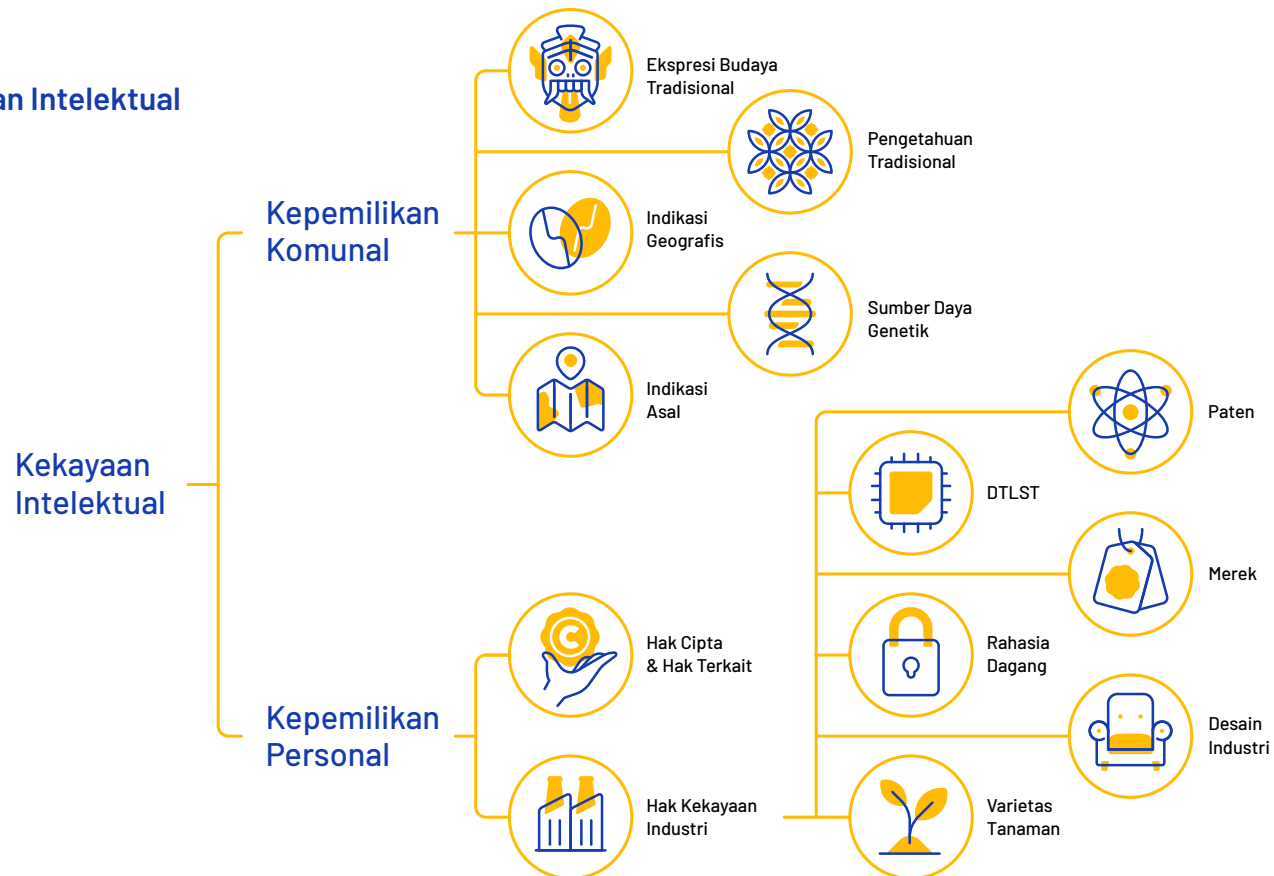 an Intelektual
Ekspresi Budaya
Tradisional
Pengetahuan
Tradisional
Kepemilikan
Komunal
Indikasi
Geografis
Sumber Daya
Genetik
Indikasi
Asal
Paten
Kekayaan
Intelektual
DTLST
Merek
Hak Cipta
& Hak Terkait
Rahasia
Dagang
Kepemilikan
Personal
Desain
Industri
Hak Kekayaan
Industri
Varietas
Tanaman